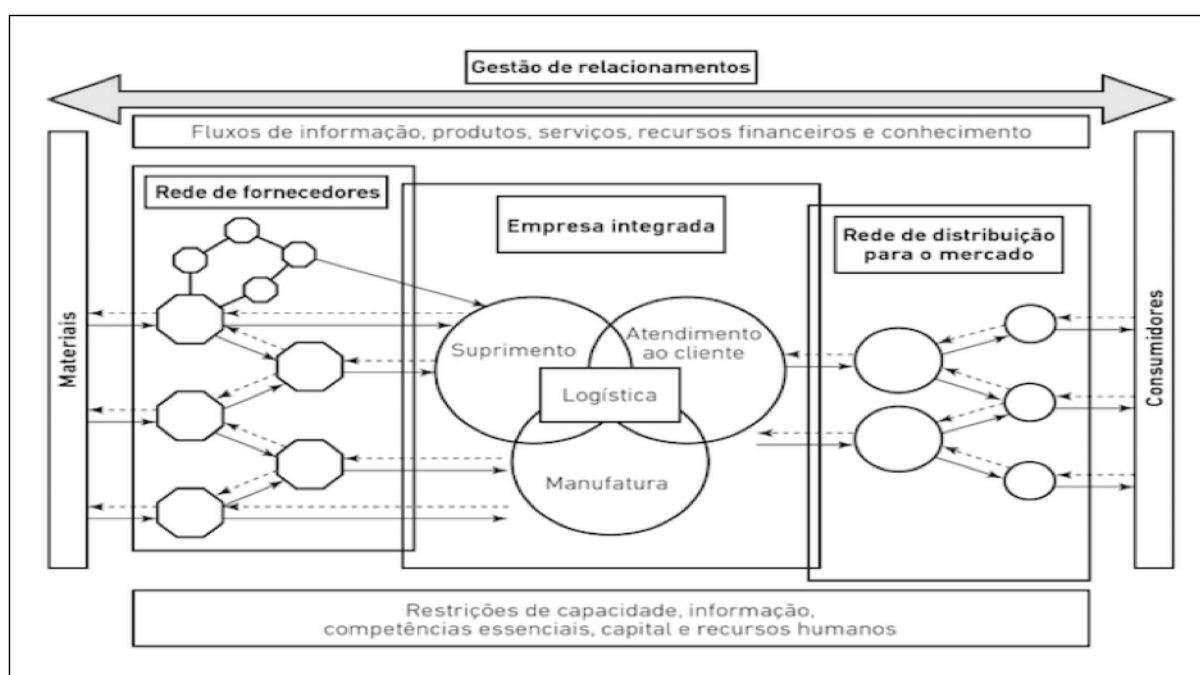 Gestão de relacionamentos
Fluxos de informação, produtos, serviços, recursos financeiros e conhecimento
Rede de fornecedores
Empresa integrada
Rede de distribuição
para o mercado
Materiais
Suprimento
Atendimento
ao cliente
Logística
Manufatura
Consumidores
Restrições de capacidade, informação,
competências essenciais, capital e recursos humanos